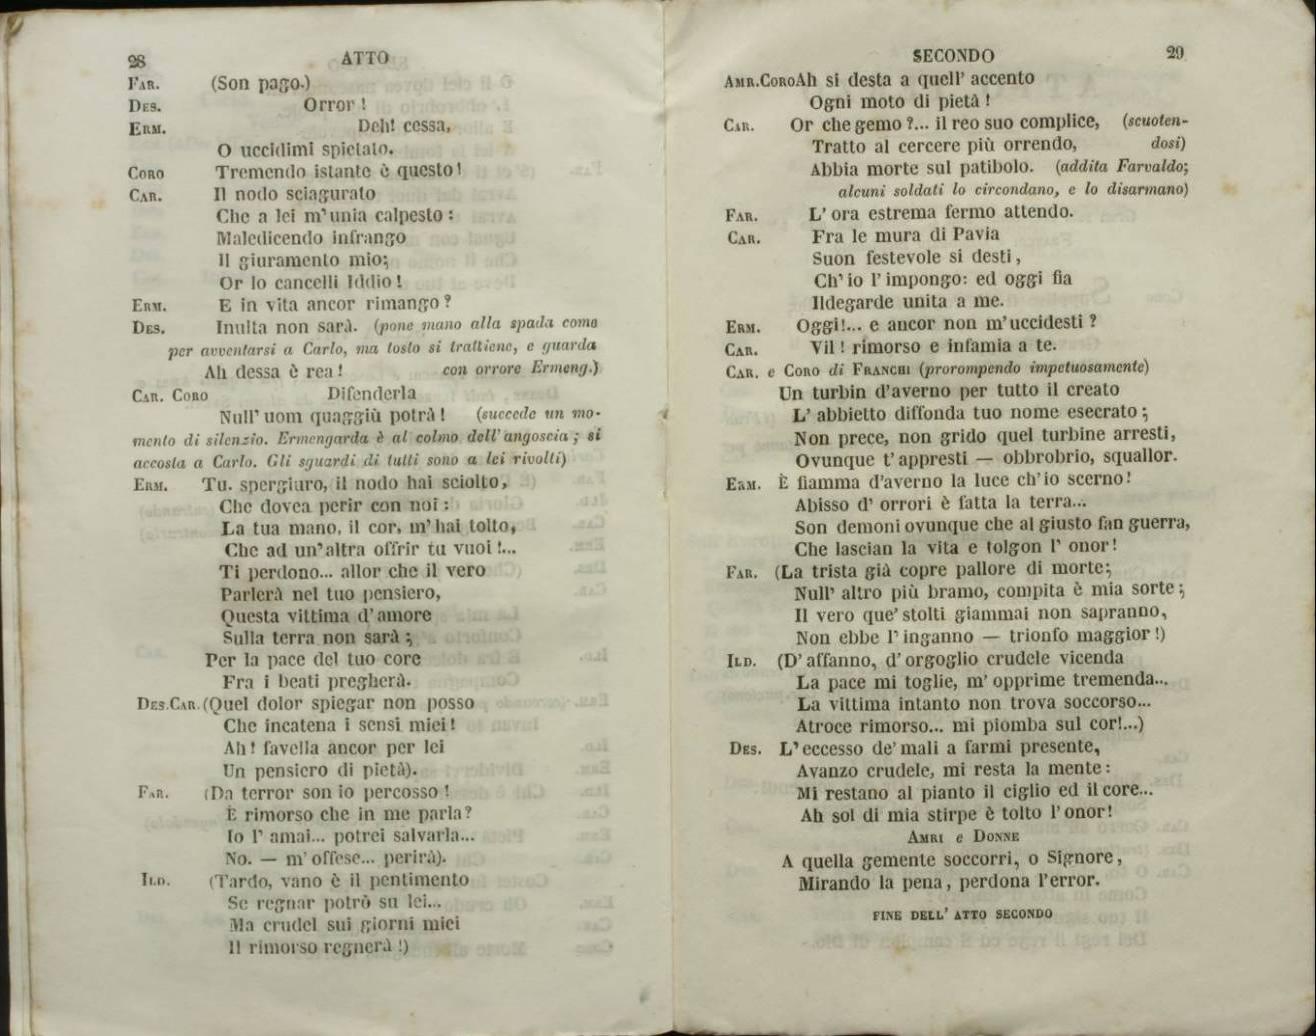 28 ATTO
FAR. (Son pago.)
DES. Orror !
ERM. Deh! cessa,
O uccidimi spietato.
CORO Tremendo istante è questo!
CAR. Il nodo sciagurato
Che a lei m'unia calpesto :
Maledicendo infrango
Il giuramento mio;
Or lo cancelli Iddio !
ERM. E in vita ancor rimango ?
DES. Inulta non sarà. (pone mano alla spada come
per avventarsi a Carlo, ma tosto si trattiene, e guarda
Ah dessa è rea ! con orrore Ermeng.)
CAR. CORO Difenderla
Null' uom quaggiù potrà ! (succede un mo-
mento di silenzio. Ermengarda è al colmo dell'angoscia ; si
accosta a Carlo. Gli sguardi di tutti sono a lei rivolti)
ERM. Tu. spergiuro, il nodo hai sciolto,
Che dovea perir con noi :
La tua mano, il cor, m'hai tolto,
Che ad un'altra offrir tu vuoi !...
Ti perdono... allor che il vero
Parlerà nel tuo pensiero,
Questa vittima d'amore
Sulla terra non sarà ;
Per la pace del tuo core
Fra i beati pregherà.
DES.CAR. (Quel dolor spiegar non posso
Che incatena i sensi miei !
Ah ! favella ancor per lei
Un pensiero di pietà).
FAR. (Da terror son io percosso !
È rimorso che in me parla?
Io l' amai... potrei salvarla...
No. — m' offese... perirà).
ILD. (Tardo, vano è il pentimento
Se regnar potrò su lei...
Ma crudel sui giorni miei
Il rimorso regnerà !)
SECONDO 29
AMR.CORO Ah si desta a quell' accento
Ogni moto di pietà !
CAR. Or che gemo ?... il reo suo complice, (scuoten-
Tratto al cercere più orrendo, dosi)
Abbia morte sul patibolo. (addita Farvaldo;
alcuni soldati lo circondano, e lo disarmano)
FAR. L' ora estrema fermo attendo.
CAR. Fra le mura di Pavia
Suon festevole si desti ,
Ch' io l' impongo: ed oggi fia
Ildegarde unita a me.
ERM. Oggi!... e ancor non m'uccidesti ?
CAR. Vil ! rimorso e infamia a te.
CAR. e CORO di FRANCHI (prorompendo impetuosamente)
Un turbin d'averno per tutto il creato
L' abbietto diffonda tuo nome esecrato ;
Non prece, non grido quel turbine arresti,
Ovunque t' appresti — obbrobrio, squallor.
ERM. È fiamma d'averno la luce ch'io scerno!
Abisso d' orrori è fatta la terra...
Son demoni ovunque che al giusto fan guerra,
Che lascian la vita e tolgon l' onor!
FAR. (La trista già copre pallore di morte;
Null' altro più bramo, compita è mia sorte ;
Il vero que' stolti giammai non sapranno,
Non ebbe l' inganno — trionfo maggior !)
ILD. (D' affanno, d' orgoglio crudele vicenda
La pace mi toglie, m' opprime tremenda...
La vittima intanto non trova soccorso...
Atroce rimorso... mi piomba sul cor!...)
DES. L' eccesso de' mali a farmi presente,
Avanzo crudele, mi resta la mente :
Mi restano al pianto il ciglio ed il core...
Ah sol di mia stirpe è tolto l' onor!
AMRI e DONNE
A quella gemente soccorri, o Signore ,
Mirando la pena, perdona l'error.
FINE DELL' ATTO SECONDO